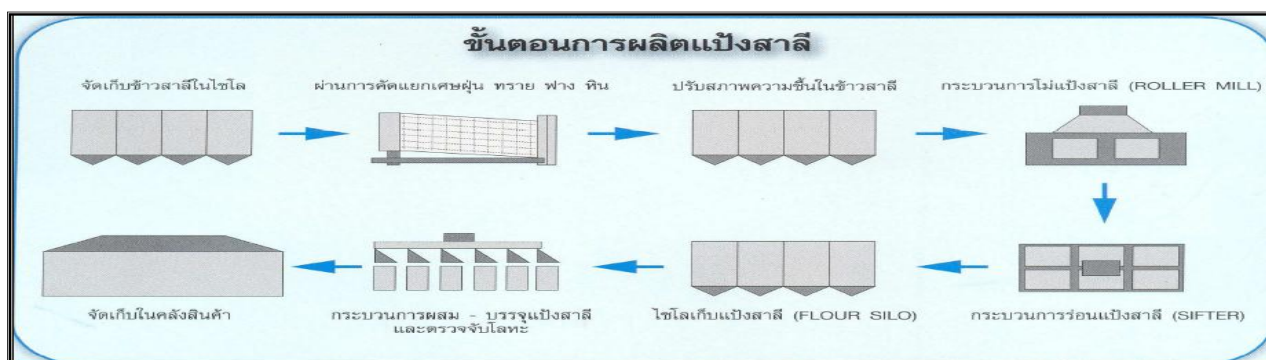 ขั้นตอนการผลิตแป้งสาลี
จัดเก็บข้าวสาลีในไซโล
ผ่านการคัดแยกเศษฝุ่น ทราย ฟาง หิน
ปรับสภาพความชื้นในข้าวสาลี
กระบวนการโม่แป้งสาลี (ROLLER MILL)
จัดเก็บในคลังสินค้า
กระบวนการผสม - บรรจุแป้งสาลี
และตรวจจับโลหะ
ไซโลเก็บแป้งสาลี (FLOUR SILO)
กระบวนการร่อนแป้งสาลี (SIFTER)